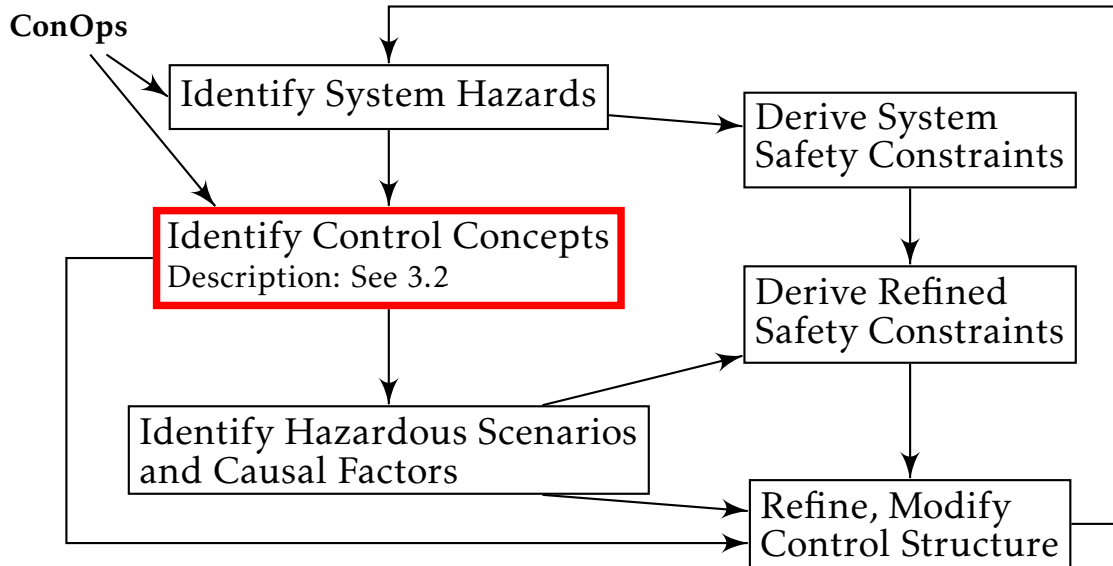 ConOps
Identify System Hazards
Derive System
Safety Constraints
Identify Control Concepts
Description: See 3.2
Derive Refined
Safety Constraints
Identify Hazardous Scenarios
and Causal Factors
Refine, Modify
Control Structure